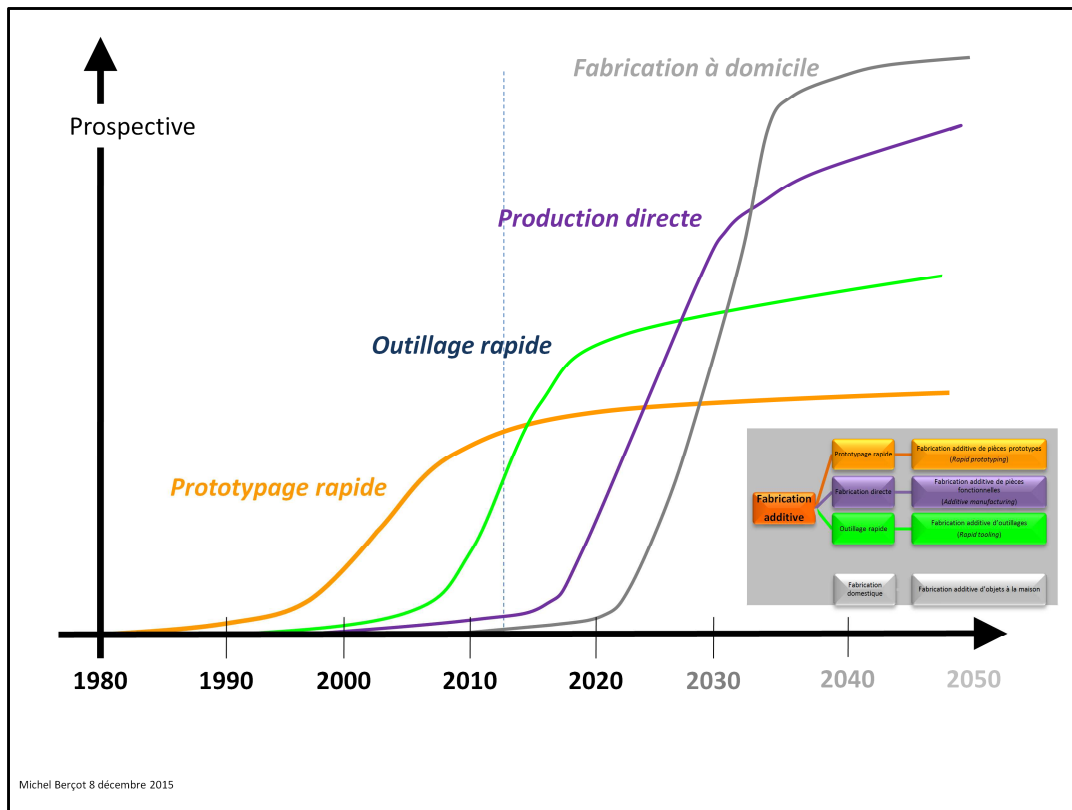 Fabrication à domicile
Prospective
Production directe
Outillage rapide
Prototypage rapide
Prototypage rapide
Fabrication additive de pièces prototypes
(Rapid prototyping)
Fabrication
additive
Fabrication directe
Fabrication additive de pièces
fonctionnelles
(Additive manufacturing)
Outillage rapide
Fabrication additive d'outillages
(Rapid tooling)
Fabrication
domestique
Fabrication additive d'objets à la maison
1980 1990 2000 2010 2020 2030 2040 2050
Michel Berçot 8 décembre 2015